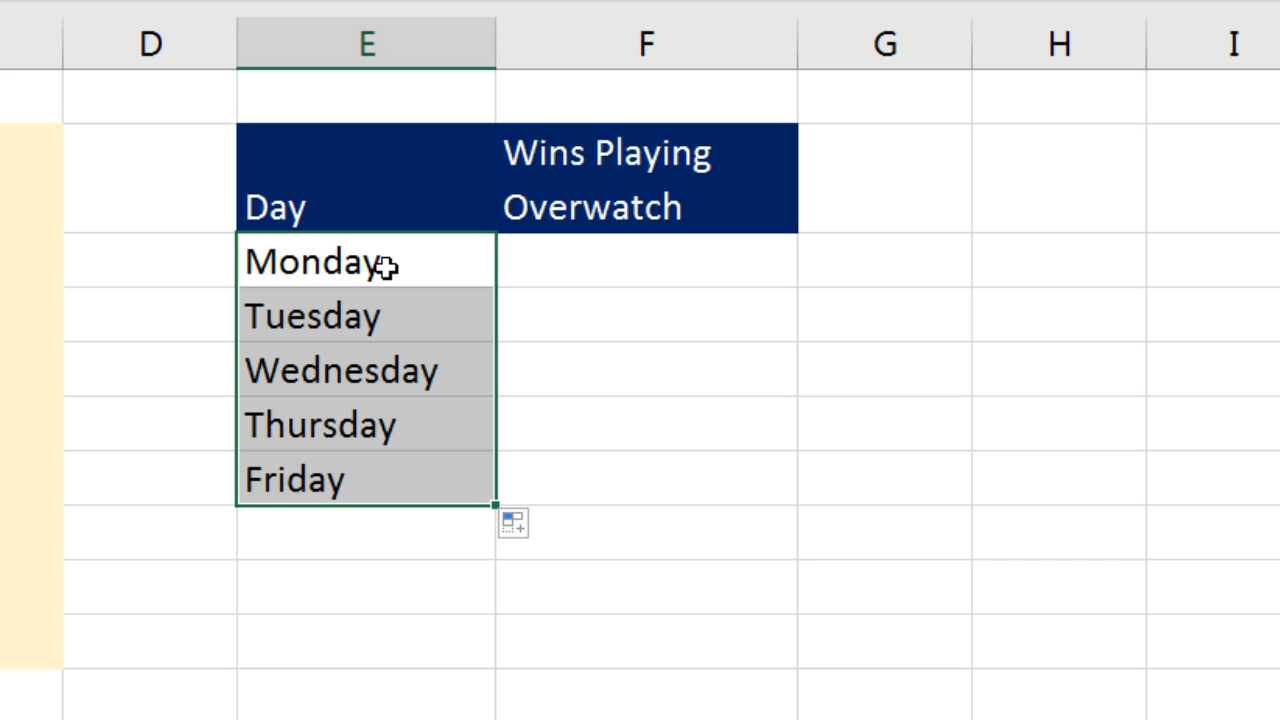 D E F G H I
Wins Playing
Day Overwatch
Monday
Tuesday
Wednesday
Thursday
Friday